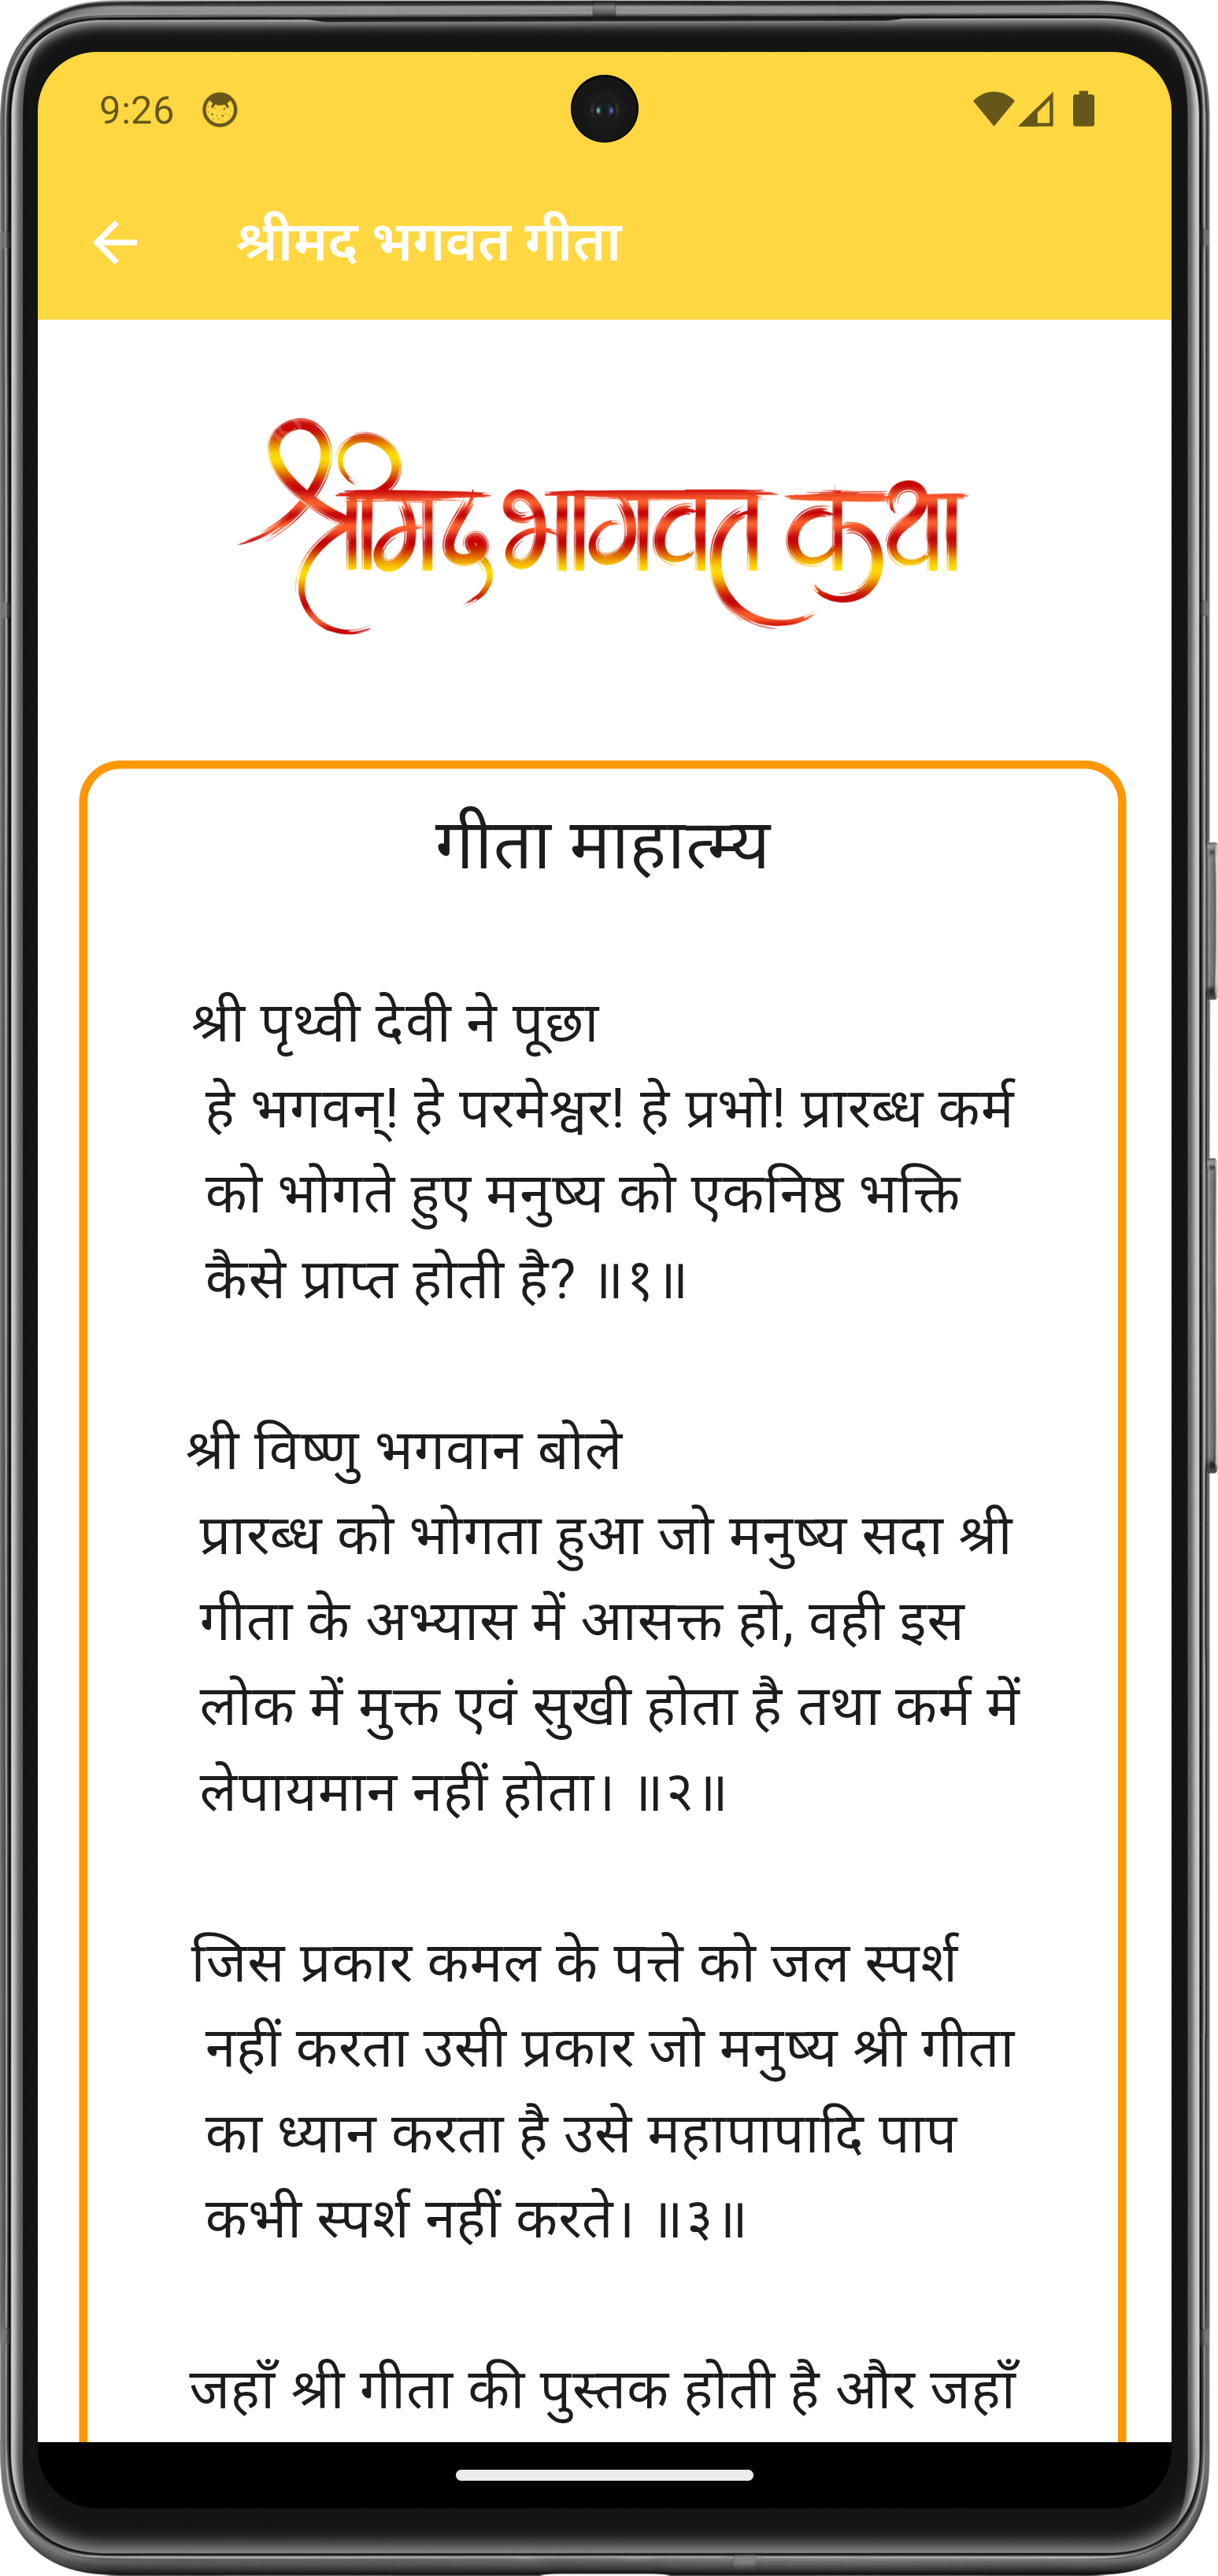 9:26
श्रीमद भगवत गीता
श्रीमद भागवत कथा
गीता माहात्म्य
श्री पृथ्वी देवी ने पूछा
हे भगवन्! हे परमेश्वर! हे प्रभो! प्रारब्ध कर्म
को भोगते हुए मनुष्य को एकनिष्ठ भक्ति
कैसे प्राप्त होती है? ॥१॥
श्री विष्णु भगवान बोले
प्रारब्ध को भोगता हुआ जो मनुष्य सदा श्री
गीता के अभ्यास में आसक्त हो, वही इस
लोक में मुक्त एवं सुखी होता है तथा कर्म में
लेपायमान नहीं होता। ॥२॥
जिस प्रकार कमल के पत्ते को जल स्पर्श
नहीं करता उसी प्रकार जो मनुष्य श्री गीता
का ध्यान करता है उसे महापापादि पाप
कभी स्पर्श नहीं करते। ॥३॥
जहाँ श्री गीता की पुस्तक होती है और जहाँ